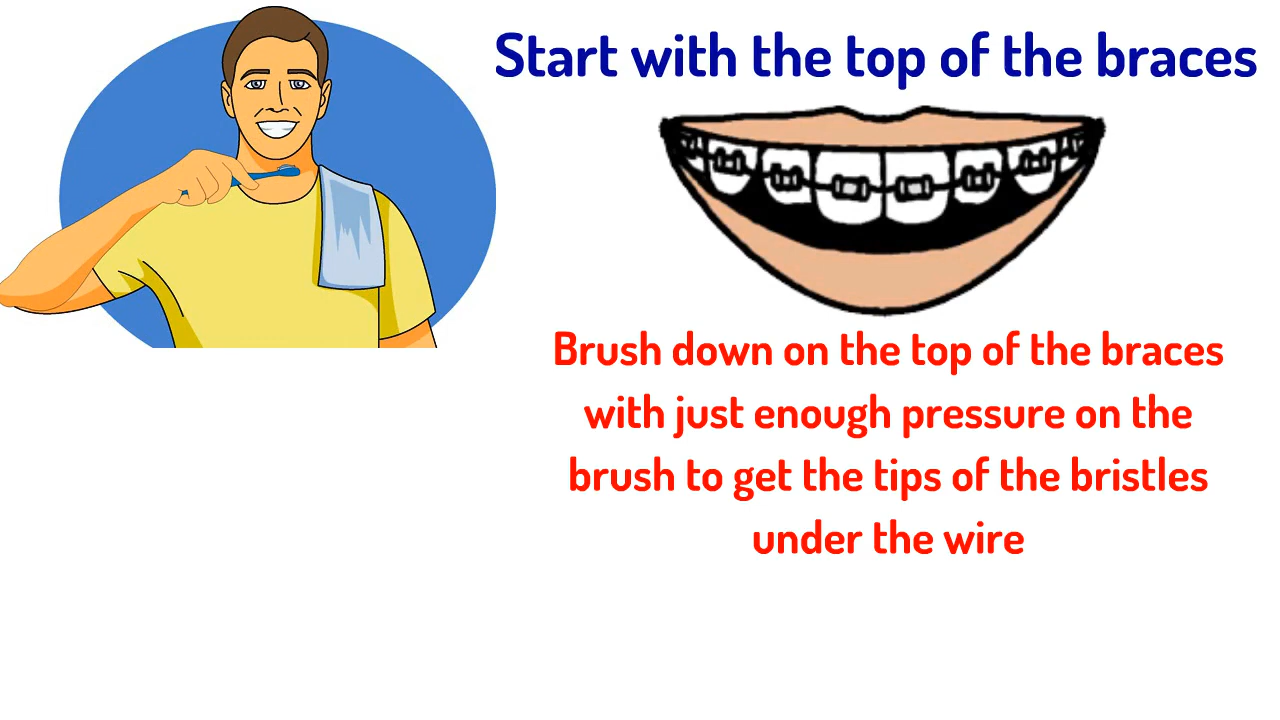 Start with the top of the braces
Brush down on the top of the braces
with just enough pressure on the
brush to get the tips of the bristles
under the wire